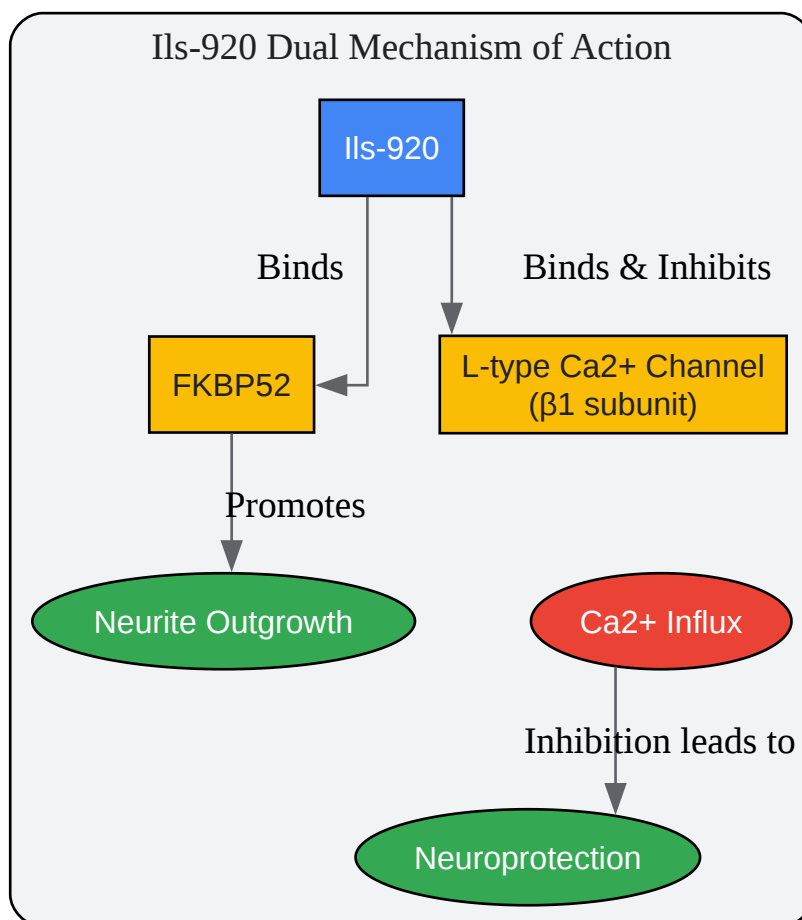 Ils-920 Dual Mechanism of Action
Ils-920
Binds
Binds & Inhibits
FKBP52
L-type Ca2+ Channel
(β1 subunit)
Promotes
Neurite Outgrowth
Ca2+ Influx
Inhibition leads to
Neuroprotection